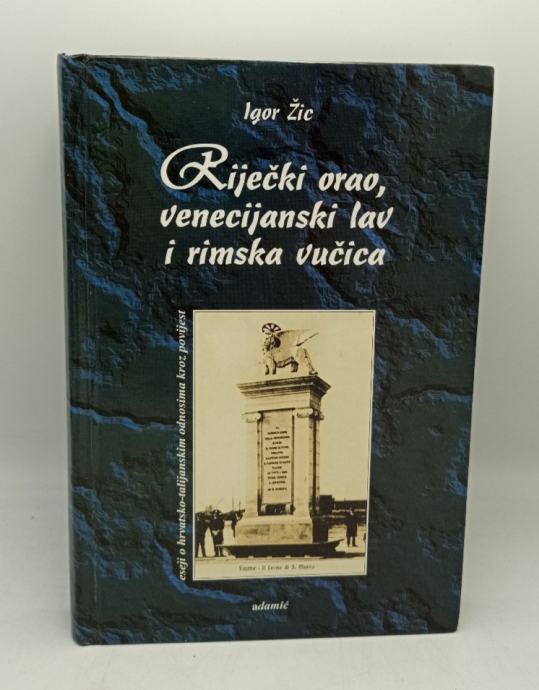 Igor Žic
Riječki orao,
venecijanski lav
i rimska vučica
eseji o hrvatsko-talijanskim odnosima kroz povijest
Fiume - Il Leone di S. Marco
adamić